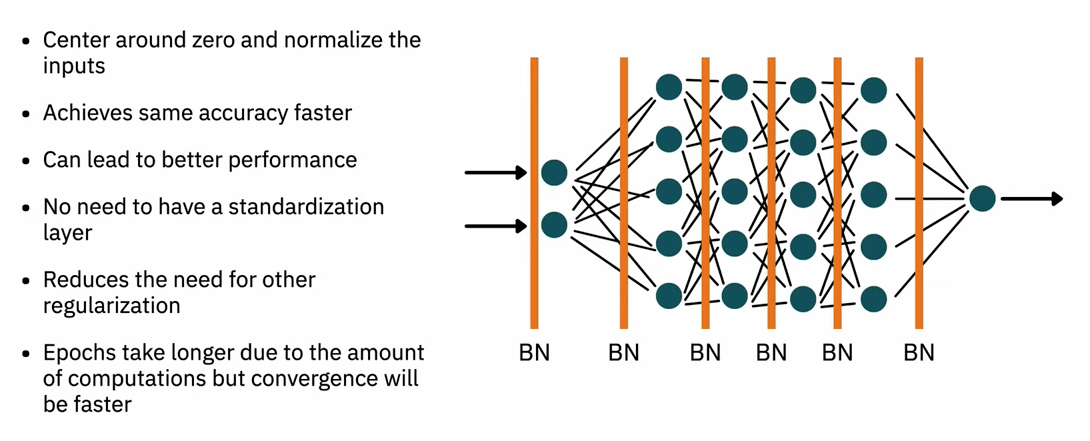 • Center around zero and normalize the
inputs
• Achieves same accuracy faster
• Can lead to better performance
• No need to have a standardization
layer
• Reduces the need for other
regularization
• Epochs take longer due to the amount
of computations but convergence will
be faster
BN BN BN BN BN BN